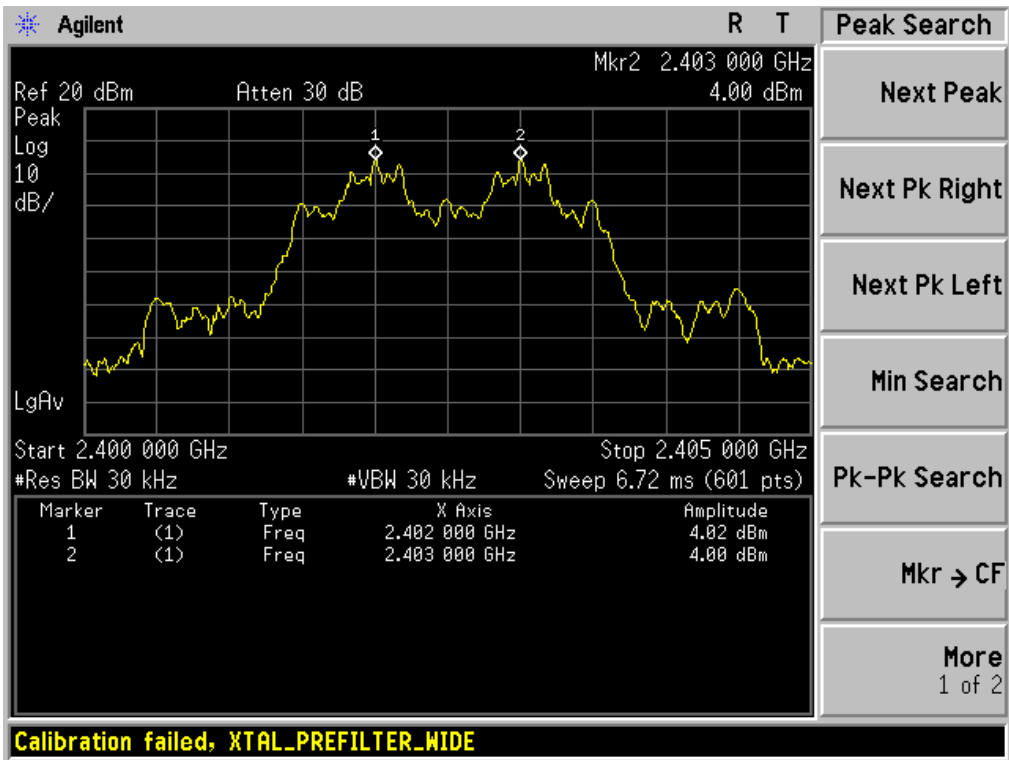 Agilent R T
Mkr2 2.403 000 GHz
Ref 20 dBm Atten 30 dB 4.00 dBm
Peak
Log
10
dB/
1 2
LgAv
Start 2.400 000 GHz Stop 2.405 000 GHz
#Res BW 30 kHz #VBW 30 kHz Sweep 6.72 ms (601 pts)
Marker Trace Type X Axis Amplitude
1 (1) Freq 2.402 000 GHz 4.02 dBm
2 (1) Freq 2.403 000 GHz 4.00 dBm
Calibration failed, XTAL_PREFILTER_WIDE
Peak Search
Next Peak
Next Pk Right
Next Pk Left
Min Search
Pk-Pk Search
Mkr → CF
More
1 of 2